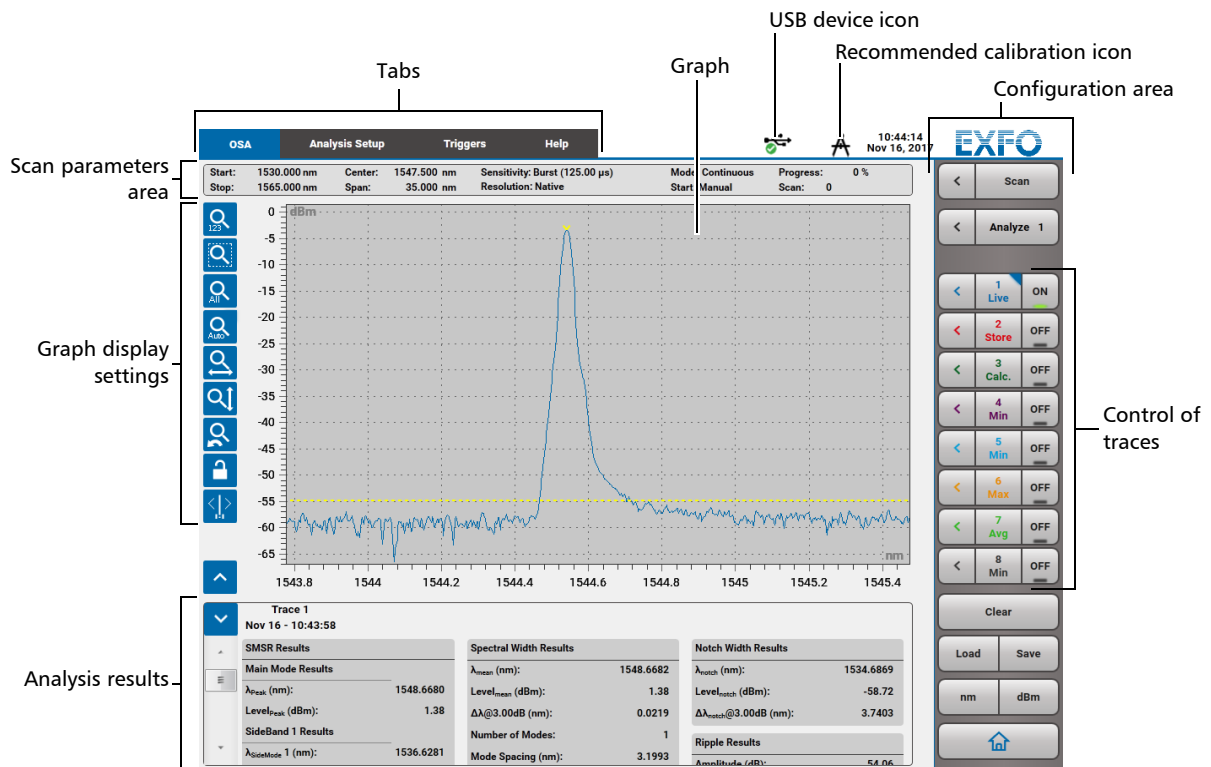 USB device icon
Recommended calibration icon
Tabs
Graph
Configuration area
OSA Analysis Setup Triggers Help
10:44:14
Nov 16, 2017
EXFO
Scan parameters
area
Start: 1530.000 nm Center: 1547.500 nm Sensitivity: Burst (125.00 µs) Mode: Continuous Progress: 0 %
Stop: 1565.000 nm Span: 35.000 nm Resolution: Native Start: Manual Scan: 0
< Scan
< Analyze 1
123
All
Auto
Graph display
settings
dBm
0
-5
-10
-15
-20
-25
-30
-35
-40
-45
-50
-55
-60
-65
nm
1543.8 1544 1544.2 1544.4 1544.6 1544.8 1545 1545.2 1545.4
< 1 Live ON
< 2 Store OFF
< 3 Calc. OFF
< 4 Min OFF
< 5 Min OFF
< 6 Max OFF
< 7 Avg OFF
< 8 Min OFF
Control of
traces
Clear
Load Save
nm dBm
Analysis results
Trace 1
Nov 16 - 10:43:58
SMSR Results
Main Mode Results
λPeak (nm): 1548.6680
LevelPeak (dBm): 1.38
SideBand 1 Results
λSideMode 1 (nm): 1536.6281
Spectral Width Results
λmean (nm): 1548.6682
Levelmean (dBm): 1.38
Δλ@3.00dB (nm): 0.0219
Number of Modes: 1
Mode Spacing (nm): 3.1993
Notch Width Results
λnotch (nm): 1534.6869
Levelnotch (dBm): -58.72
Δλnotch@3.00dB (nm): 3.7403
Ripple Results
Amplitude (dB): 54.06